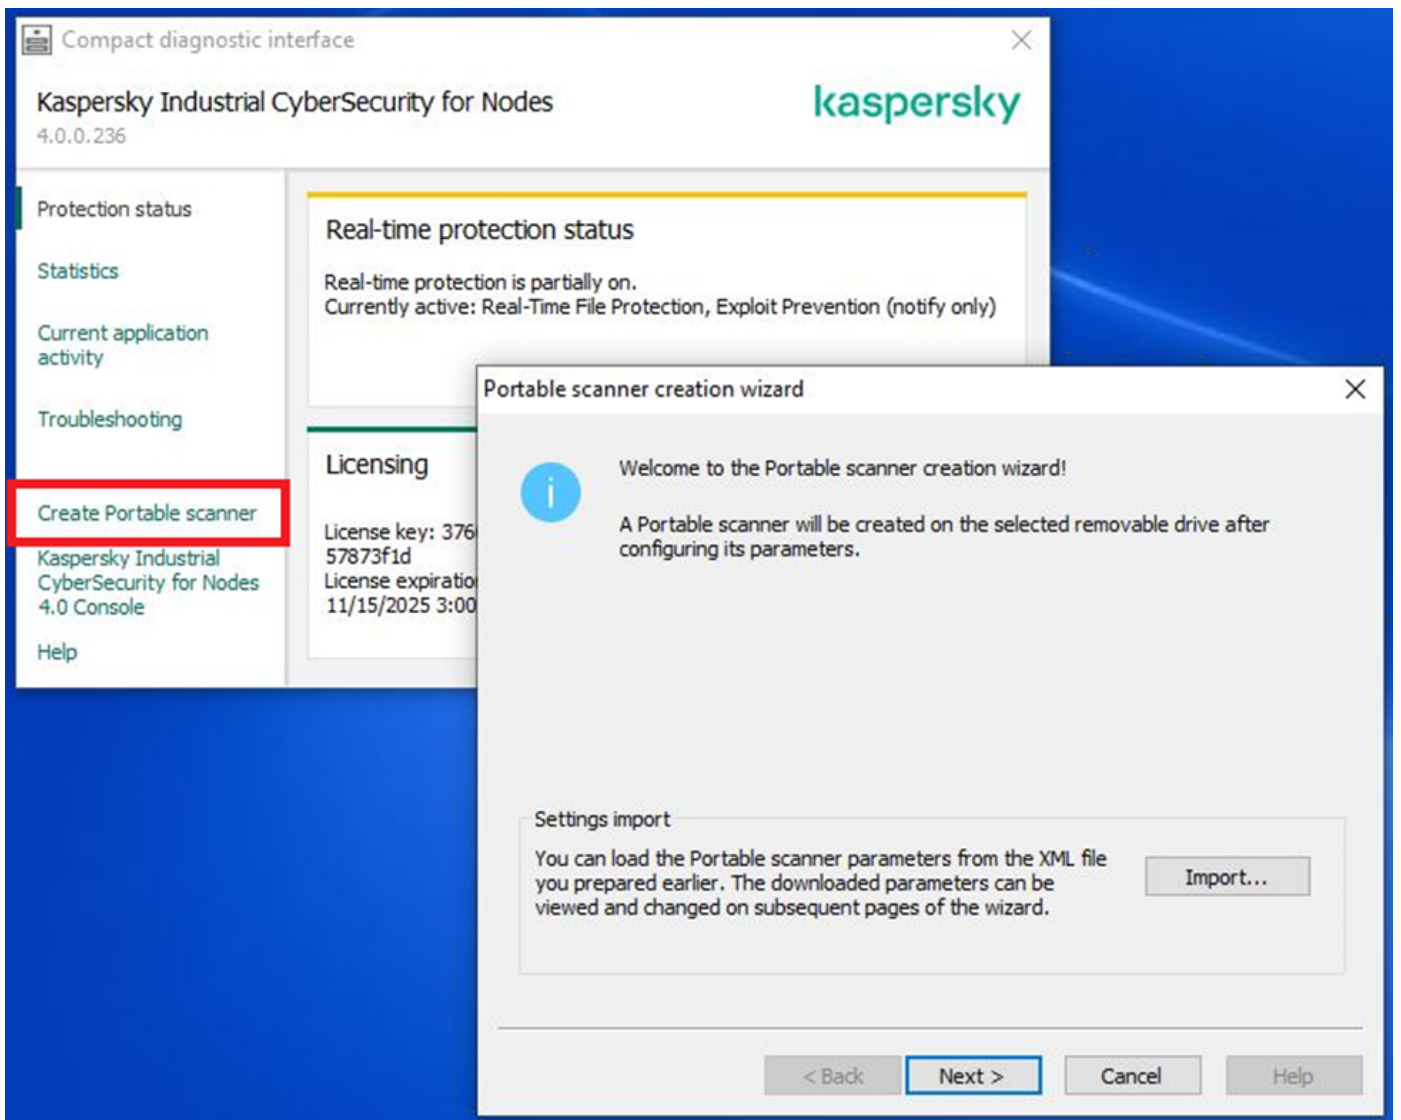 Compact diagnostic interface
Kaspersky Industrial CyberSecurity for Nodes
4.0.0.236
kaspersky
Protection status
Statistics
Current application
activity
Troubleshooting
Create Portable scanner
Kaspersky Industrial
CyberSecurity for Nodes
4.0 Console
Help
Real-time protection status
Real-time protection is partially on.
Currently active: Real-Time File Protection, Exploit Prevention (notify only)
Licensing
License key: 376
57873f1d
License expiratio
11/15/2025 3:00
Portable scanner creation wizard
i
Welcome to the Portable scanner creation wizard!
A Portable scanner will be created on the selected removable drive after
configuring its parameters.
Settings import
You can load the Portable scanner parameters from the XML file
you prepared earlier. The downloaded parameters can be
viewed and changed on subsequent pages of the wizard.
Import...
< Back
Next >
Cancel
Help